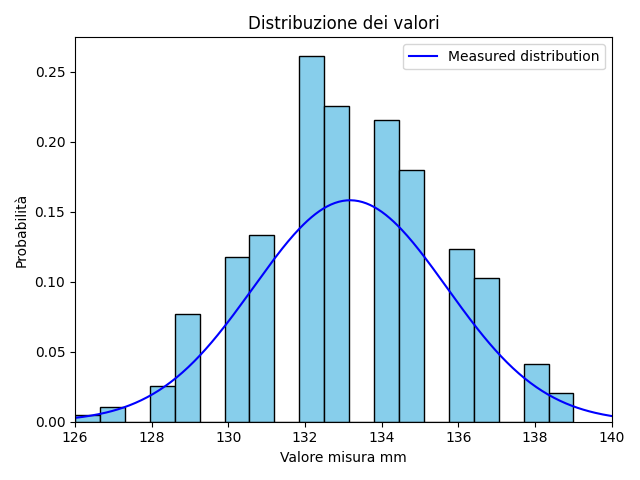 Distribuzione dei valori
Measured distribution
Probabilità
0.25
0.20
0.15
0.10
0.05
0.00
126 128 130 132 134 136 138 140
Valore misura mm